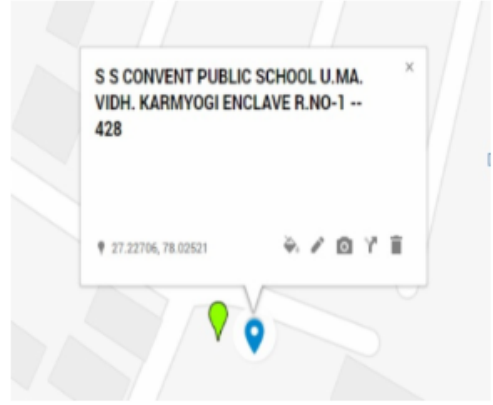 S S CONVENT PUBLIC SCHOOL U.MA.
VIDH. KARMYOGI ENCLAVE R.NO-1 --
428
27.22706, 78.02521